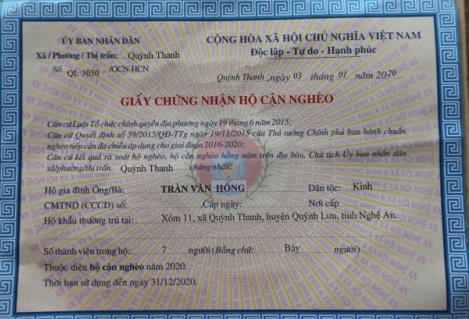 ỦY BAN NHÂN DÂN
Xã / Phường / Thị trấn: Quỳnh Thanh
Số QL 3050 /GCN-HCN
CỘNG HÒA XÃ HỘI CHỦ NGHĨA VIỆT NAM
Độc lập - Tự do - Hạnh phúc
Quỳnh Thanh, ngày 03 tháng 01 năm 2020
GIẤY CHỨNG NHẬN HỘ CẬN NGHÈO
Căn cứ Luật Tổ chức chính quyền địa phương ngày 19 tháng 6 năm 2015;
Căn cứ Quyết định số 59/2015/QĐ-TTg ngày 19/11/2015 của Thủ tướng Chính phủ ban hành chuẩn
nghèo tiếp cận đa chiều áp dụng cho giai đoạn 2016-2020;
Căn cứ kết quả rà soát hộ nghèo, hộ cận nghèo hằng năm trên địa bàn, Chủ tịch Ủy ban nhân dân
xã/phường/thị trấn Quỳnh Thanh chứng nhận:
Hộ gia đình Ông/Bà: TRẦN VĂN HỒNG Dân tộc: Kinh
CMTND (CCCD) số: Cấp ngày: Nơi cấp
Hộ khẩu thường trú tại: Xóm 11, xã Quỳnh Thanh, huyện Quỳnh Lưu, tỉnh Nghệ An.
Số thành viên trong hộ: 7 người (Bằng chữ: Bảy người)
Thuộc diện hộ cận nghèo năm 2020.
Thời hạn sử dụng đến ngày 31/12/2020.